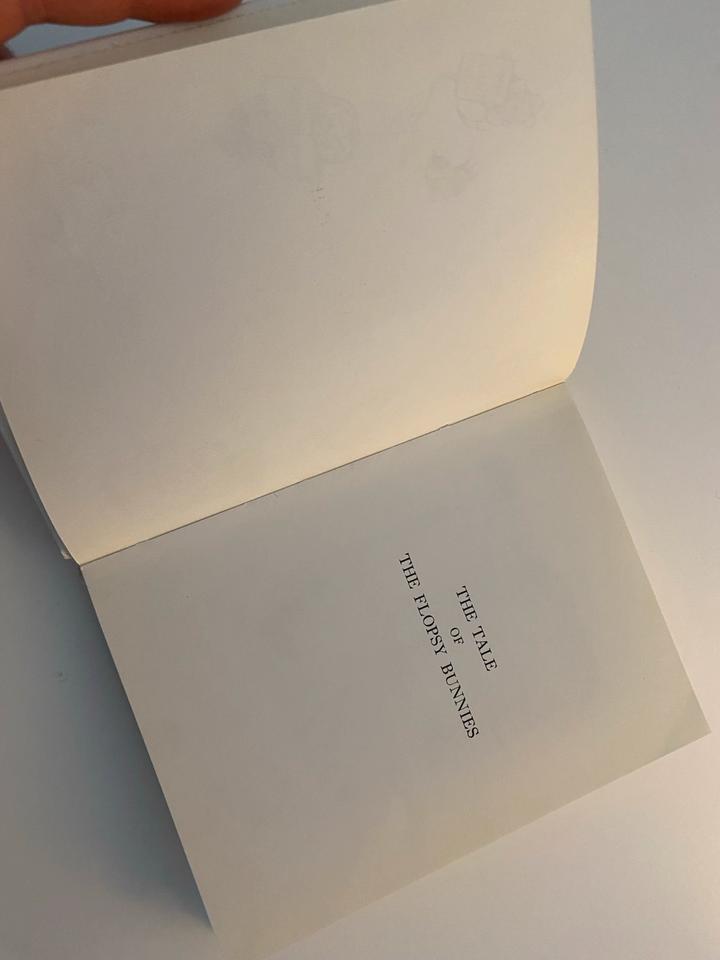 THE TALE
OF
THE FLOPSY BUNNIES